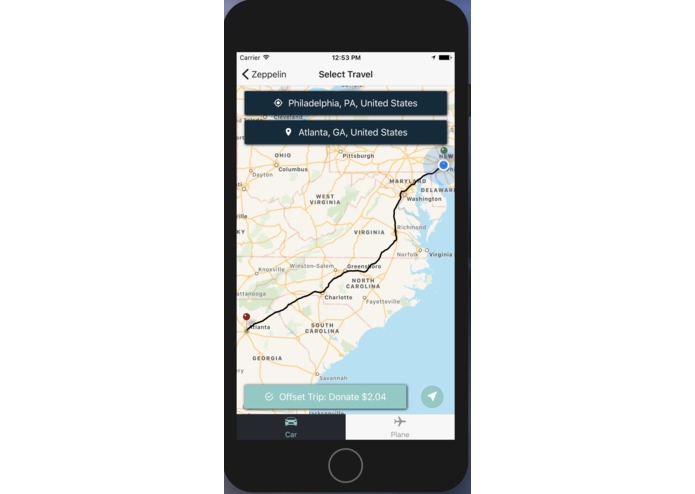 Carrier 12:53 PM
Zeppelin Select Travel
Philadelphia, PA, United States
Cleveland
Atlanta, GA, United States
OHIO
Pittsburgh
NEW
Columbus
Dayton
MARYLAND
DELAWAR
WEST
VIRGINIA
Washington
VIRGINIA
Richmond
KY
Norfolk
Virginia
Winston-Salem
Greensboro
Knoxville
NORTH
CAROLINA
attanooga
Charlotte
Fayetteville
Atlanta
SOUTH
CAROLINA
GEORGIA
Savannah
Offset Trip: Donate $2.04
Jacksonville
Car
Plane